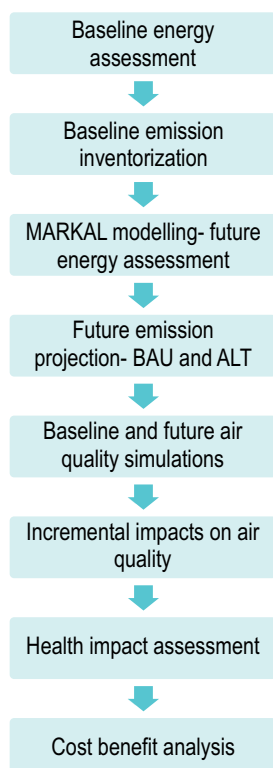 Baseline energy
assessment
Baseline emission
inventorization
MARKAL modelling- future
energy assessment
Future emission
projection- BAU and ALT
Baseline and future air
quality simulations
Incremental impacts on air
quality
Health impact assessment
Cost benefit analysis